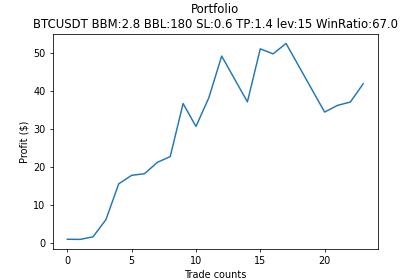 Portfolio
BTCUSDT BBM:2.8 BBL:180 SL:0.6 TP:1.4 lev:15 WinRatio:67.0
50
40
30
20
10
0
Profit ($)
0 5 10 15 20
Trade counts